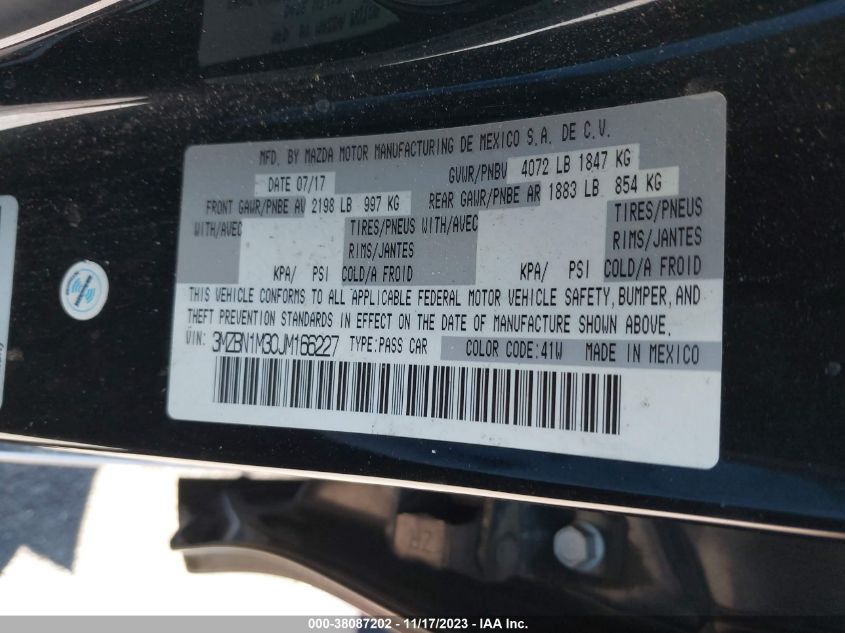 MFD. BY MAZDA MOTOR MANUFACTURING DE MEXICO S.A. DE C.V.
DATE 07/17 GVWR/PNBV 4072 LB 1847 KG
FRONT GAWR/PNBE AV 2198 LB 997 KG REAR GAWR/PNBE AR 1883 LB 854 KG
WITH/AVEC TIRES/PNEUS WITH/AVEC TIRES/PNEUS
RIMS/JANTES RIMS/JANTES
KPA/ PSI COLD/A FROID KPA/ PSI COLD/A FROID
THIS VEHICLE CONFORMS TO ALL APPLICABLE FEDERAL MOTOR VEHICLE SAFETY, BUMPER, AND
THEFT PREVENTION STANDARDS IN EFFECT ON THE DATE OF MANUFACTURE SHOWN ABOVE.
VIN: 3MZBN1M30JM166227 TYPE:PASS CAR COLOR CODE:41W MADE IN MEXICO
000-38087202 - 11/17/2023 - IAAI.com